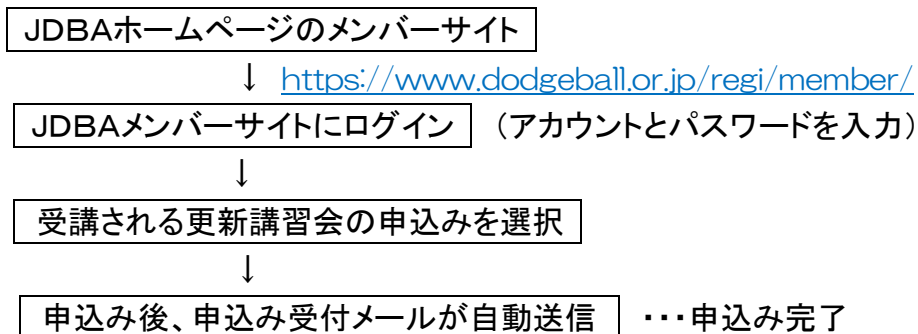 JDBAホームページのメンバーサイト
↓ https://www.dodgeball.or.jp/regi/member/
JDBAメンバーサイトにログイン （アカウントとパスワードを入力）
↓
受講される更新講習会の申込みを選択
↓
申込み後、申込み受付メールが自動送信 ・・・申込み完了